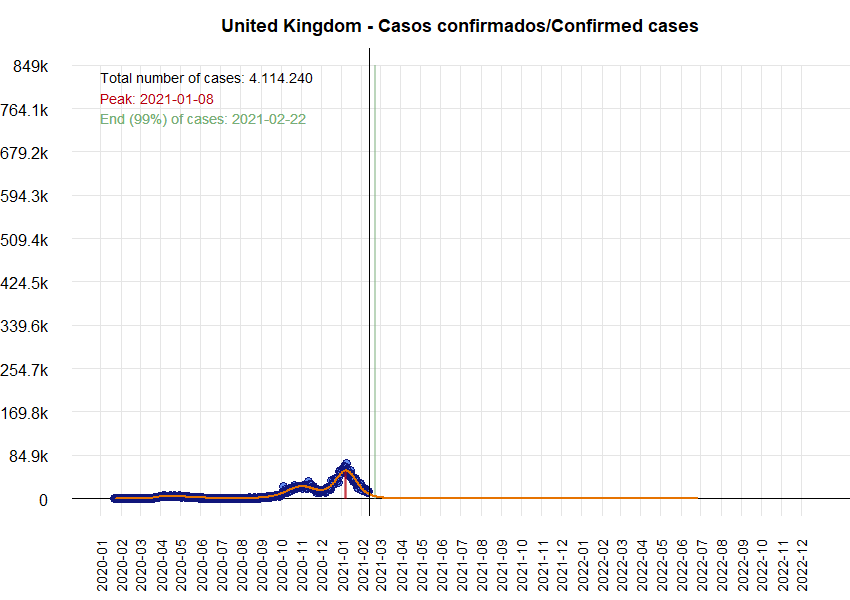 United Kingdom - Casos confirmados/Confirmed cases
849k
Total number of cases: 4.114.240
Peak: 2021-01-08
764.1k
End (99%) of cases: 2021-02-22
679.2k
594.3k
509.4k
424.5k
339.6k
254.7k
169.8k
84.9k
0
2020-01
2020-02
2020-03
2020-04
2020-05
2020-06
2020-07
2020-08
2020-09
2020-10
2020-11
2020-12
2021-01
2021-02
2021-03
2021-04
2021-05
2021-06
2021-07
2021-08
2021-09
2021-10
2021-11
2021-12
2022-01
2022-02
2022-03
2022-04
2022-05
2022-06
2022-07
2022-08
2022-09
2022-10
2022-11
2022-12